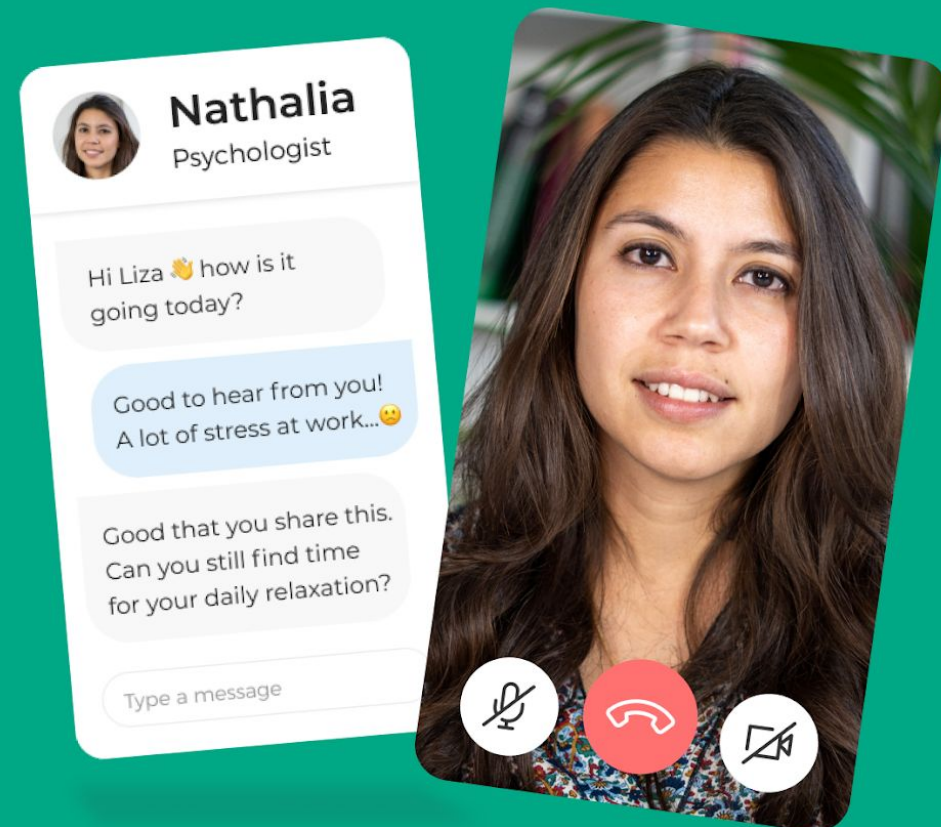 Nathalia
Psychologist
Hi Liza 👋 how is it
going today?
Good to hear from you!
A lot of stress at work...🙁
Good that you share this.
Can you still find time
for your daily relaxation?
Type a message